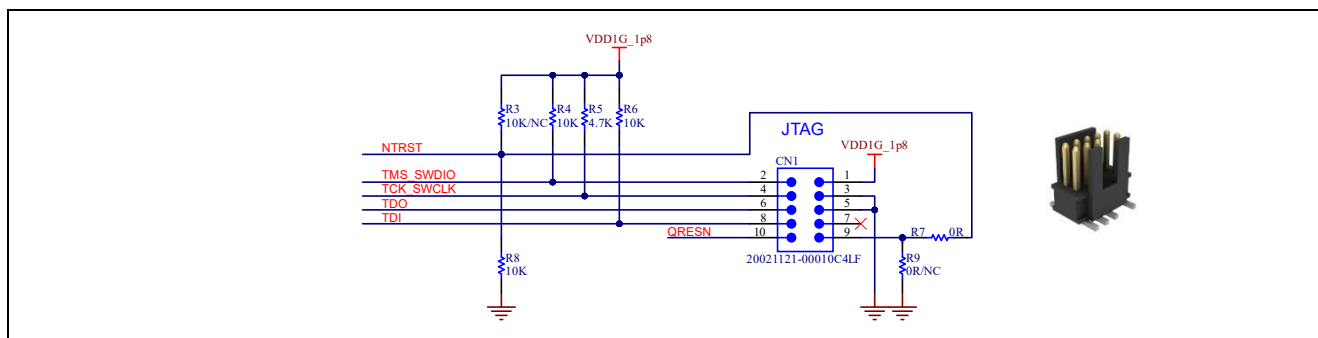 VDD1G_1p8
R3
R4
R5
R6
10K/NC
10K
4.7K
10K
JTAG
NTRST
VDD1G_1p8
CN1
TMS_SWDIO
2
1
TCK_SWCLK
4
3
TDO
6
5
TDI
8
7
QRESN
10
9
R7
0R
20021121-00010C4LF
R8
10K
R9
0R/NC